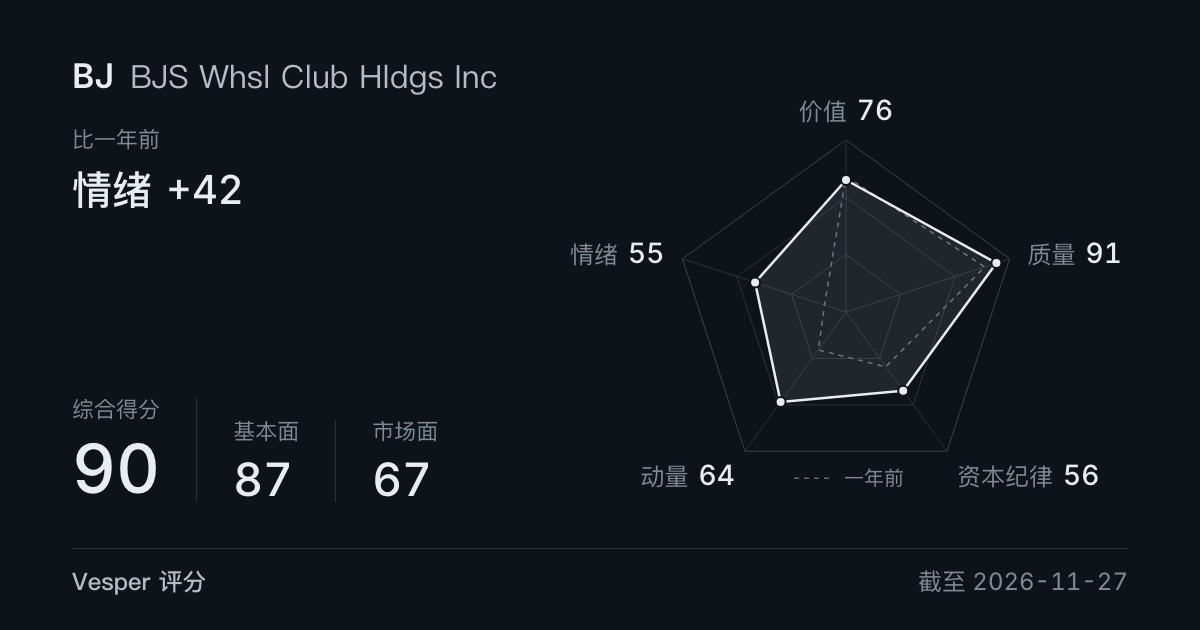 BJ BJS Whsl Club Hldgs Inc
比一年前
情绪 +42
价值 76
情绪 55
质量 91
动量 64
---- 一年前
资本纪律 56
综合得分
90
基本面
87
市场面
67
Vesper 评分
截至 2026-11-27